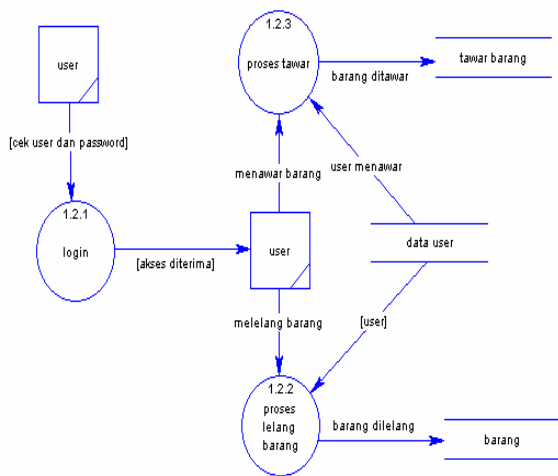 1.2.3
user
proses tawar
tawar barang
barang ditawar
[cek user dan password]
user menawar
menawar barang
1.2.1
login
[akses diterima]
user
data user
melelang barang
[user]
1.2.2
proses
lelang
barang
barang dilelang
barang